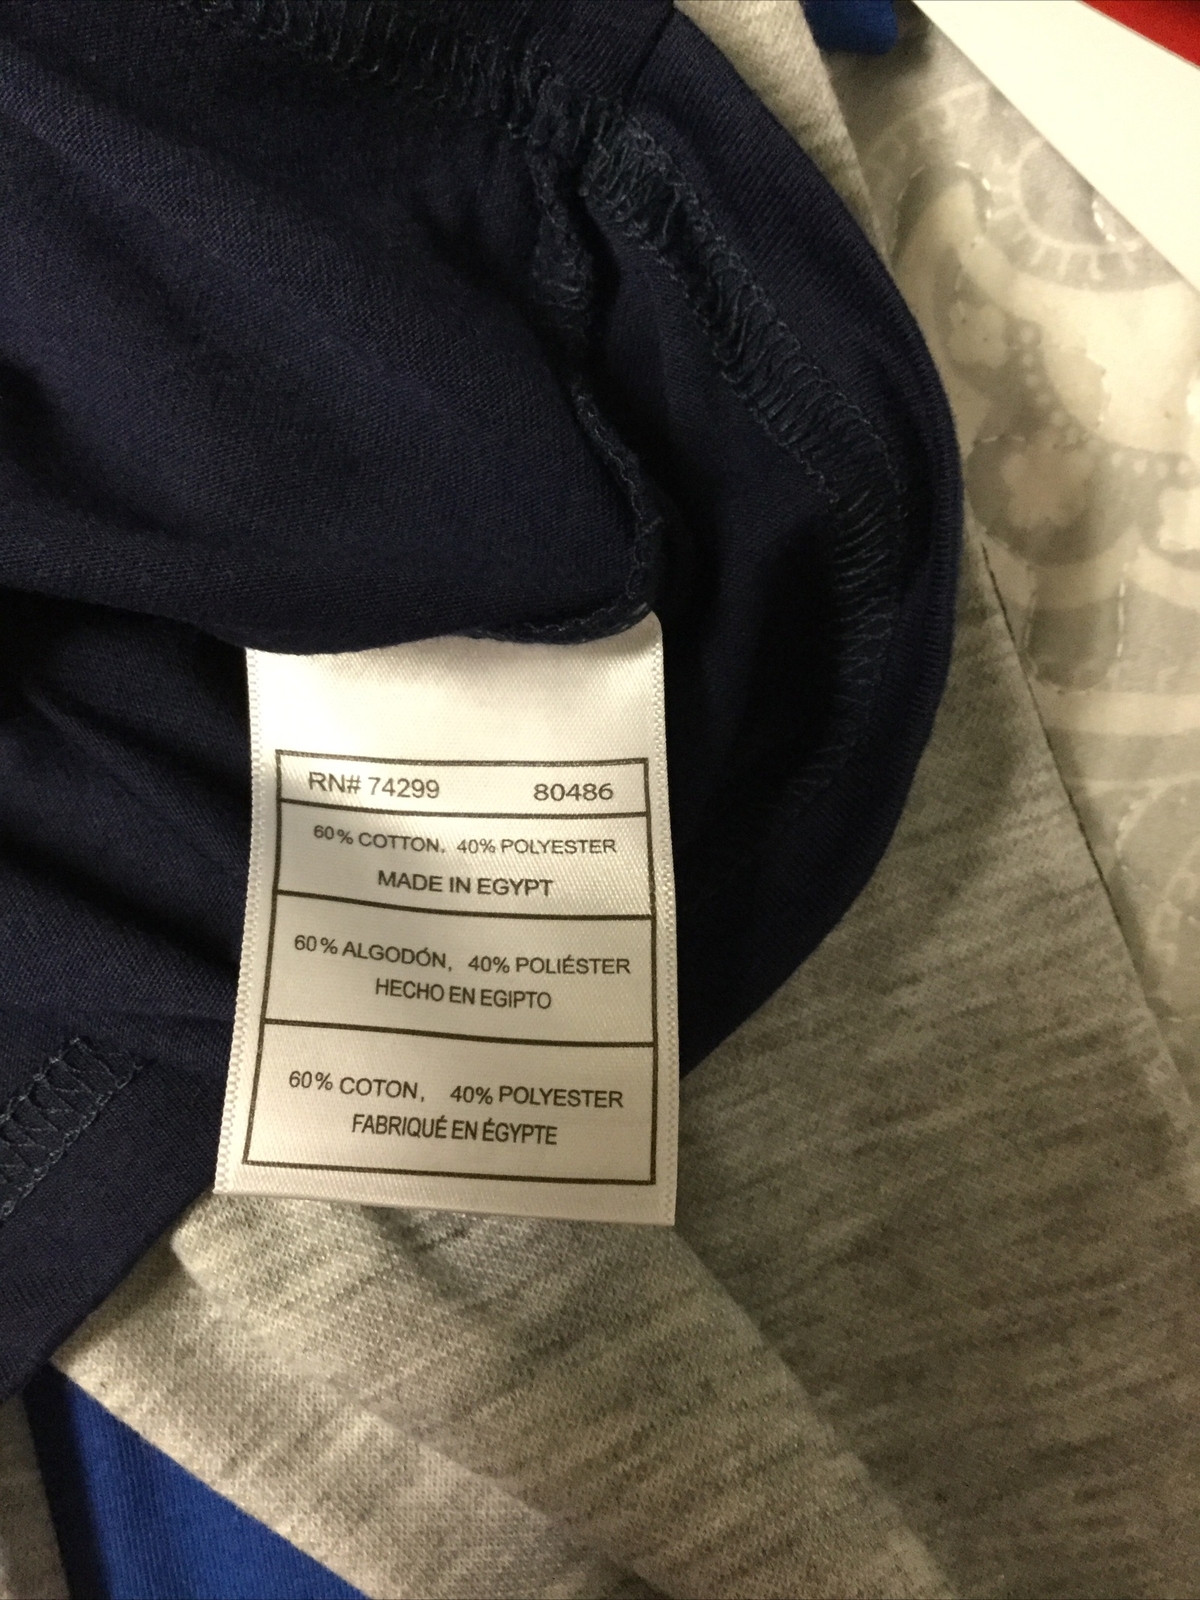 RN# 74299 80486
60% COTTON, 40% POLYESTER
MADE IN EGYPT
60% ALGODÓN, 40% POLIÉSTER
HECHO EN EGIPTO
60% COTON, 40% POLYESTER
FABRIQUÉ EN ÉGYPTE